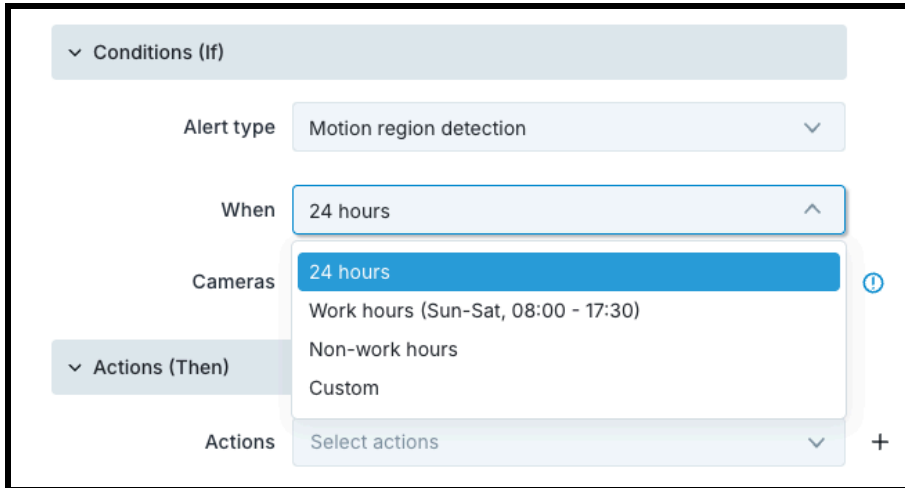 Conditions (If)
Alert type
Motion region detection
When
24 hours
Cameras
24 hours
Work hours (Sun-Sat, 08:00 - 17:30)
Non-work hours
Custom
Actions (Then)
Actions
Select actions